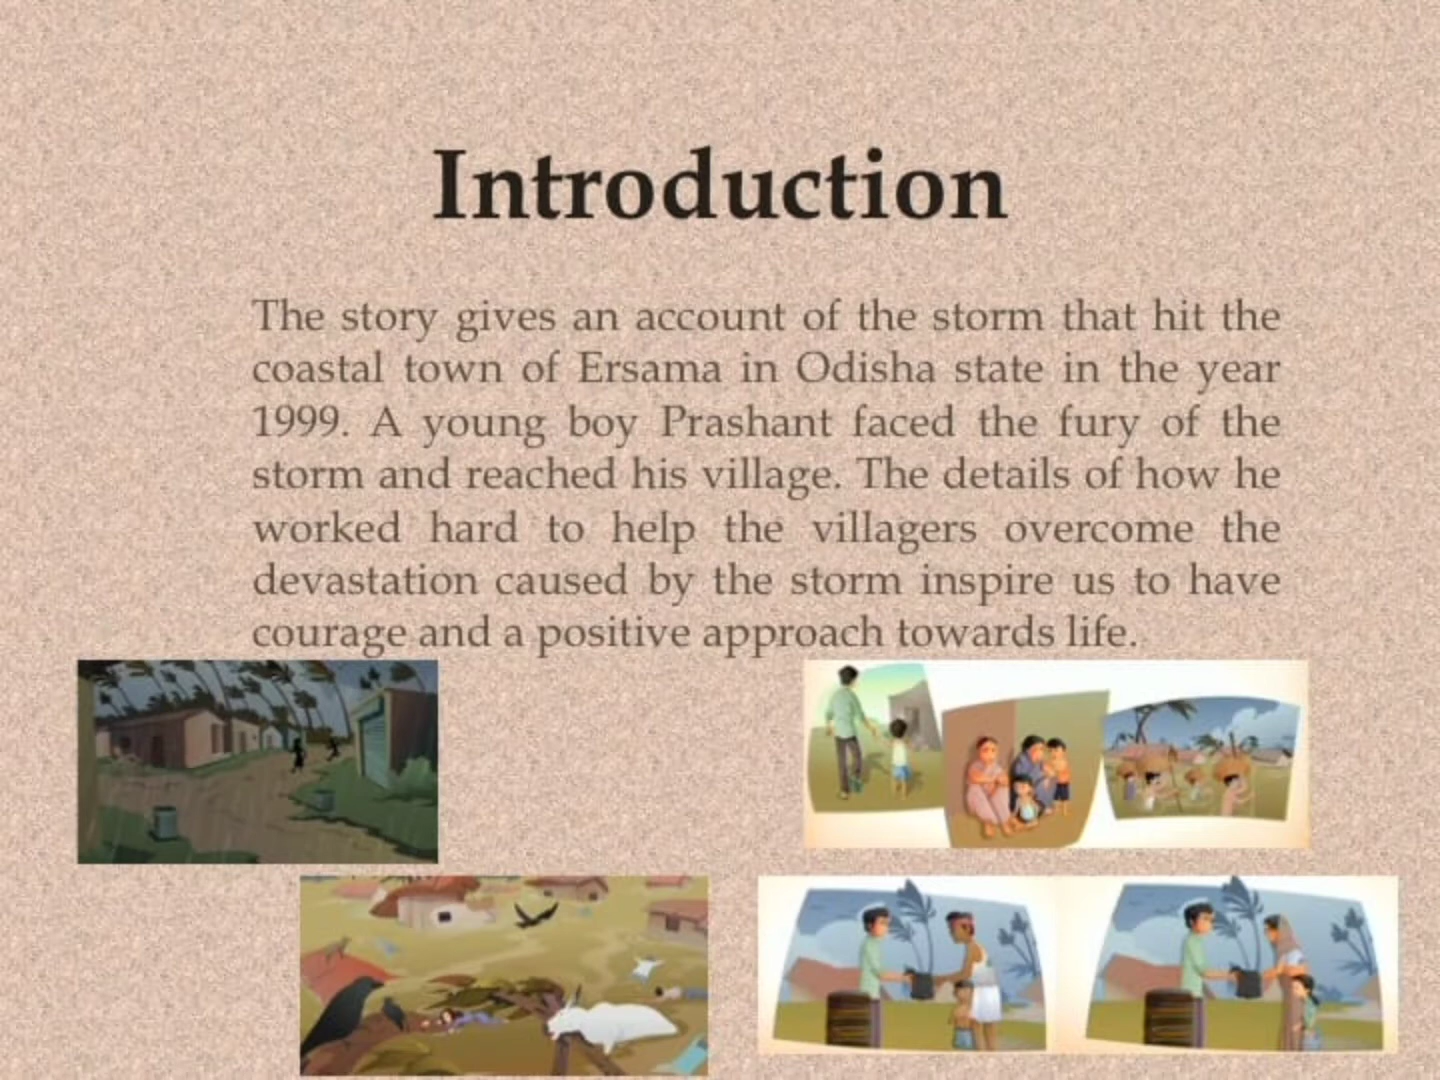 Introduction
The story gives an account of the storm that hit the
coastal town of Ersama in Odisha state in the year
1999. A young boy Prashant faced the fury of the
storm and reached his village. The details of how he
worked hard to help the villagers overcome the
devastation caused by the storm inspire us to have
courage and a positive approach towards life.